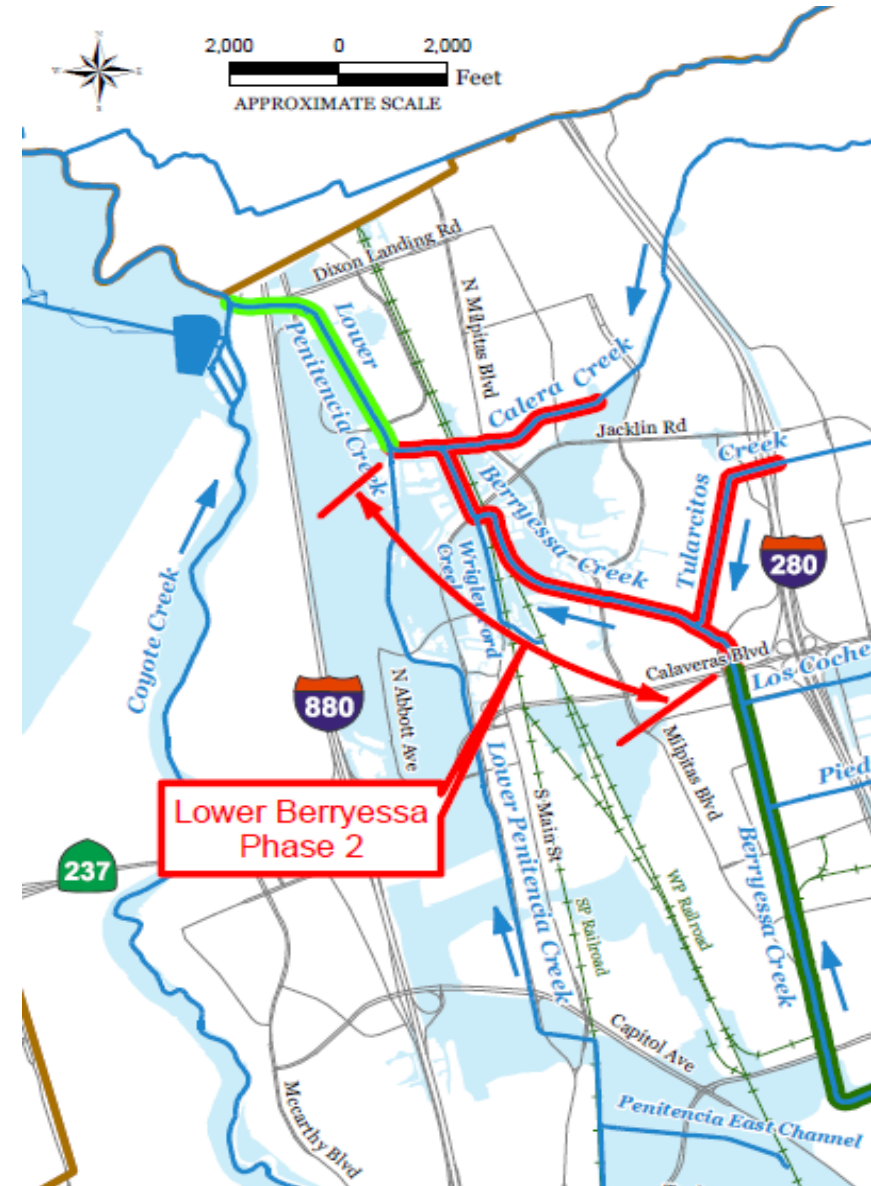 N
W
E
S
2,000 0 2,000
Feet
APPROXIMATE SCALE
Dixon Landing Rd
Lower
Penitencia Creek
N Milpitas Blvd
Calera Creek
Jacklin Rd
Berryessa Creek
Tularcitos
Creek
280
Coyote Creek
Wrigley Ford
Creek
Calaveras Blvd
Los Coche
880
N Abbott Ave
Milpitas Blvd
Pied
Lower Berryessa
Phase 2
Lower Penitencia Creek
S Main St
237
SP Railroad
WP Railroad
Berryessa Creek
Capitol Ave
Mccarthy Blvd
Penitencia East Channel